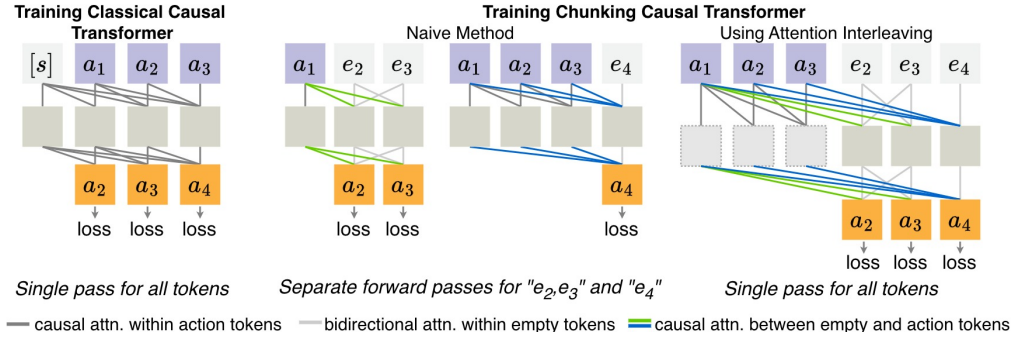 Training Classical Causal
Transformer
Training Chunking Causal Transformer
Naive Method
Using Attention Interleaving
[s] a1 a2 a3
a1 e2 e3
a1 a2 a3 e4
a1 a2 a3 e2 e3 e4
a2 a3 a4
a2 a3
a4
a2 a3 a4
loss loss loss
loss loss
loss
loss loss loss
Single pass for all tokens
Separate forward passes for "e2,e3" and "e4"
Single pass for all tokens
causal attn. within action tokens
bidirectional attn. within empty tokens
causal attn. between empty and action tokens